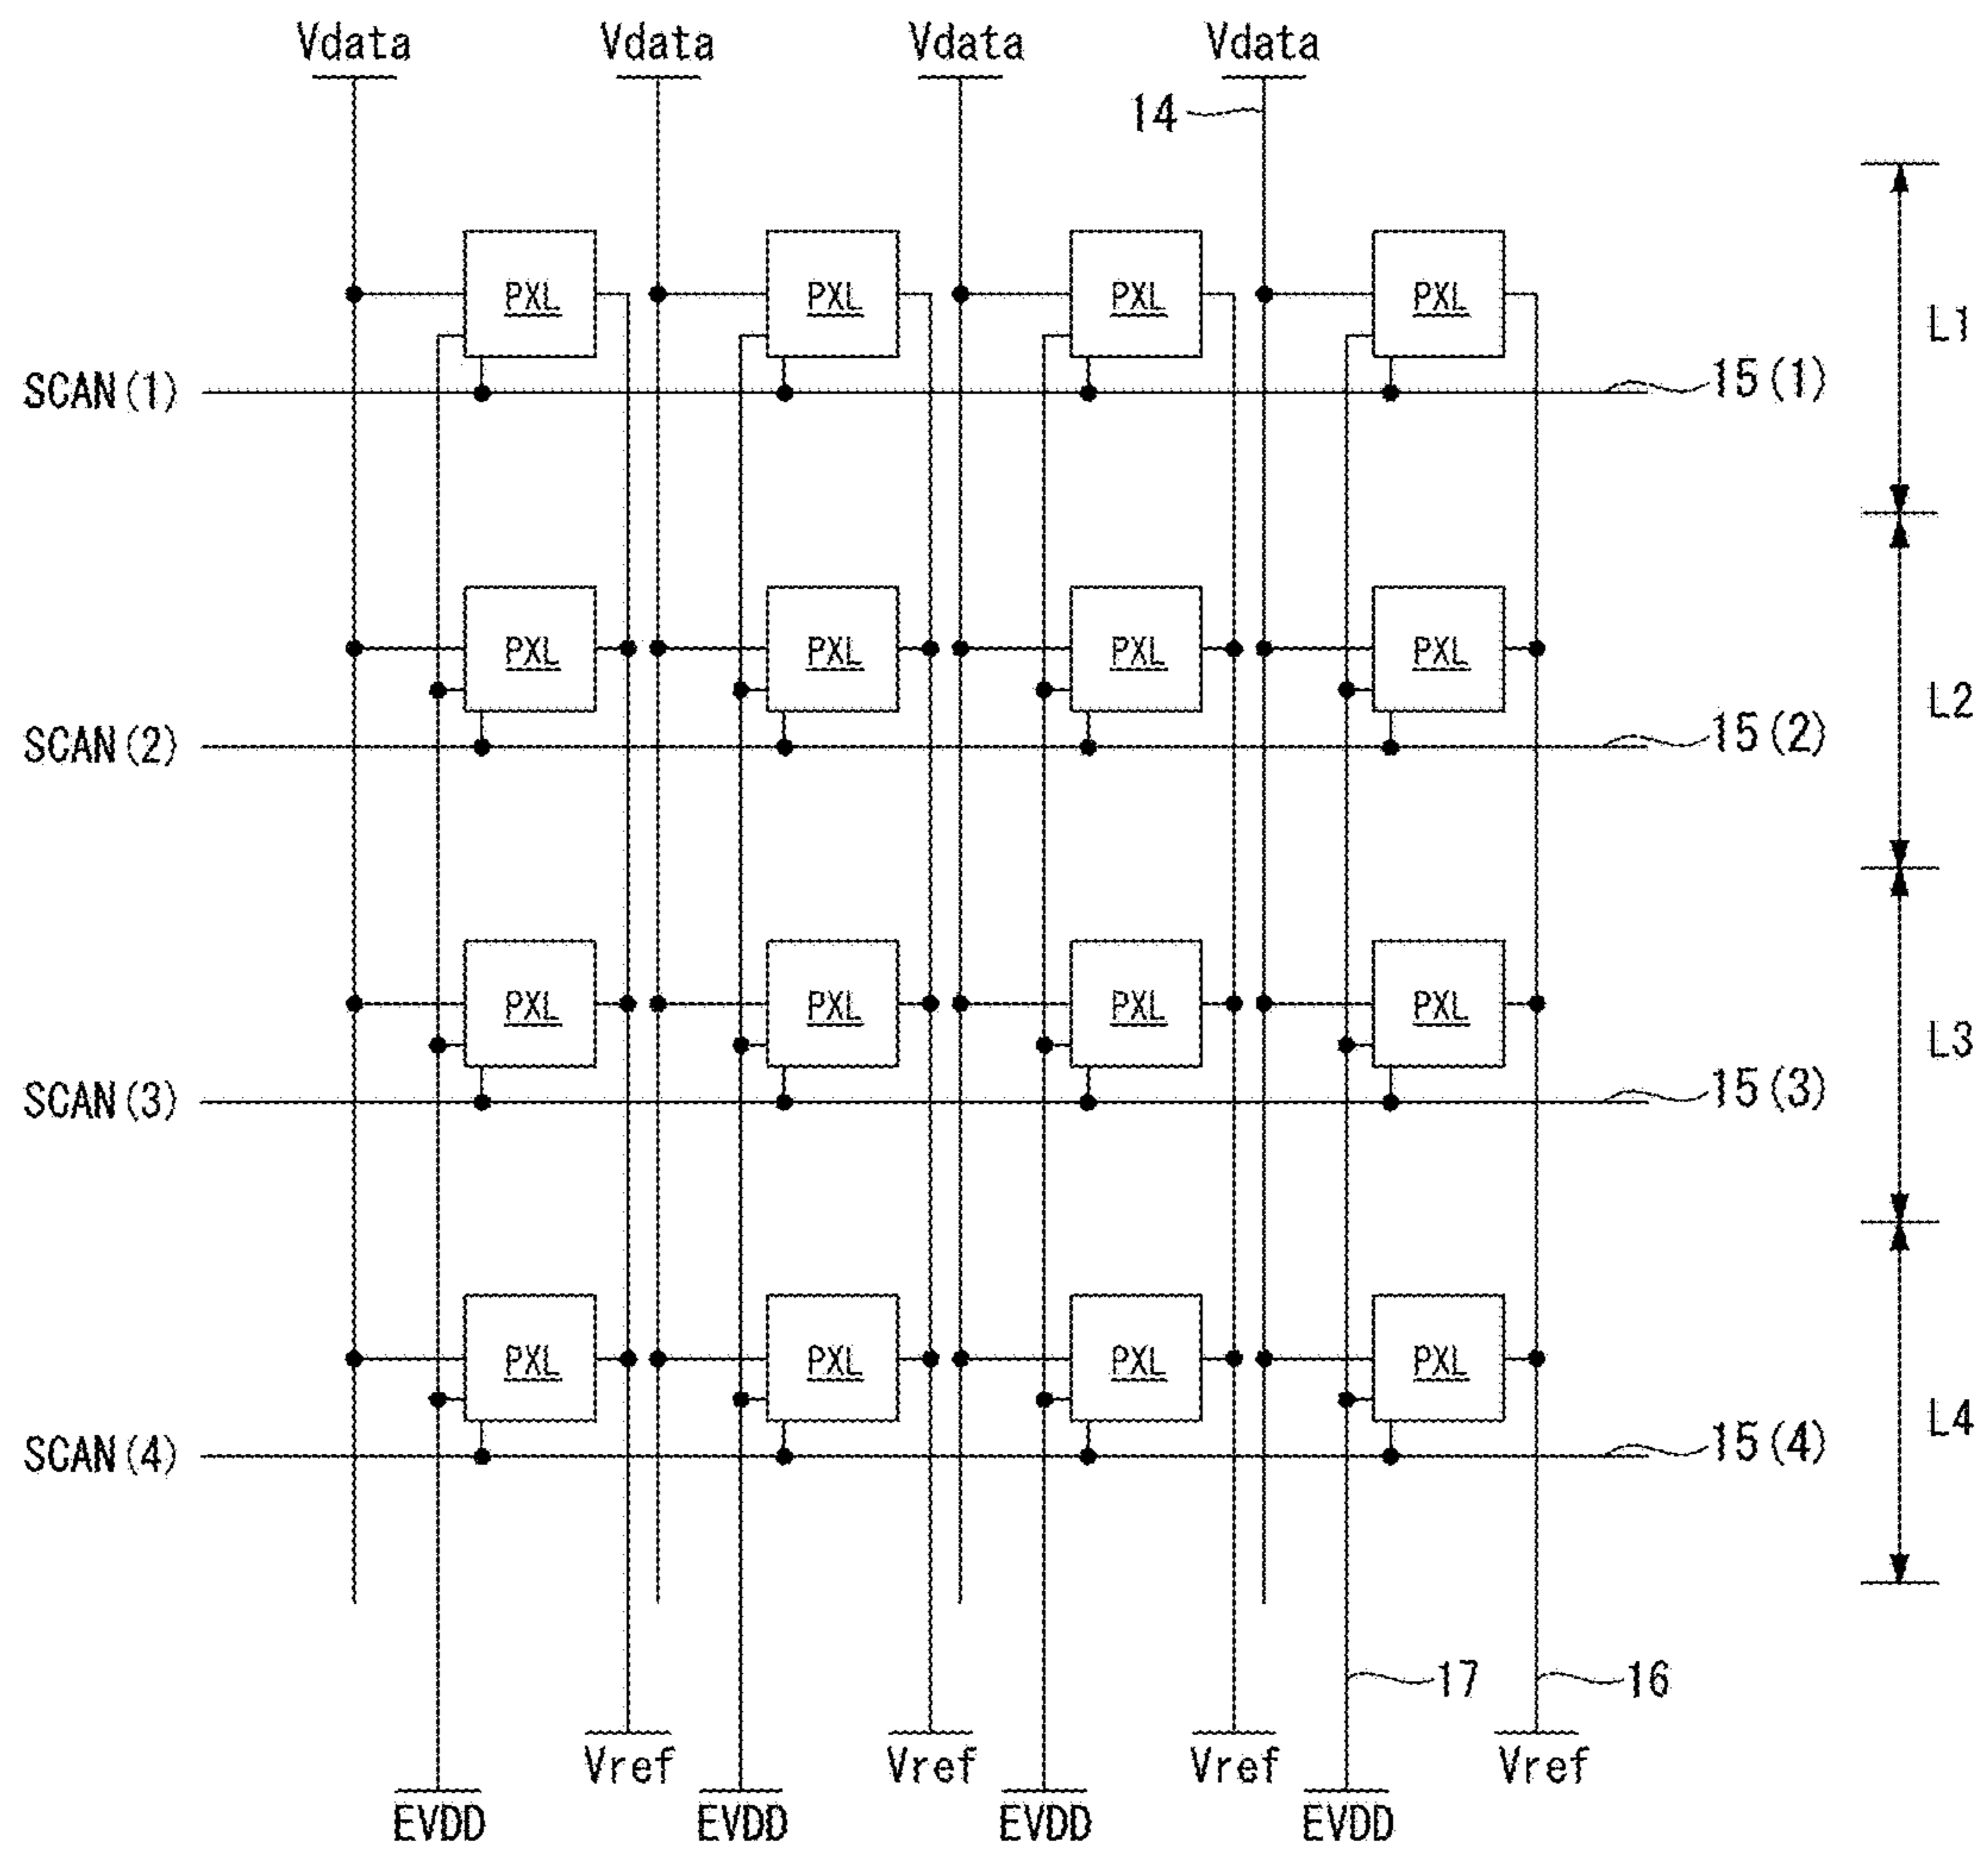 Vdata Vdata Vdata Vdata
14
PXL PXL PXL PXL
L1
SCAN(1) 15(1)
PXL PXL PXL PXL
L2
SCAN(2) 15(2)
PXL PXL PXL PXL
L3
SCAN(3) 15(3)
PXL PXL PXL PXL
L4
SCAN(4) 15(4)
17 16
Vref Vref Vref Vref
EVDD EVDD EVDD EVDD